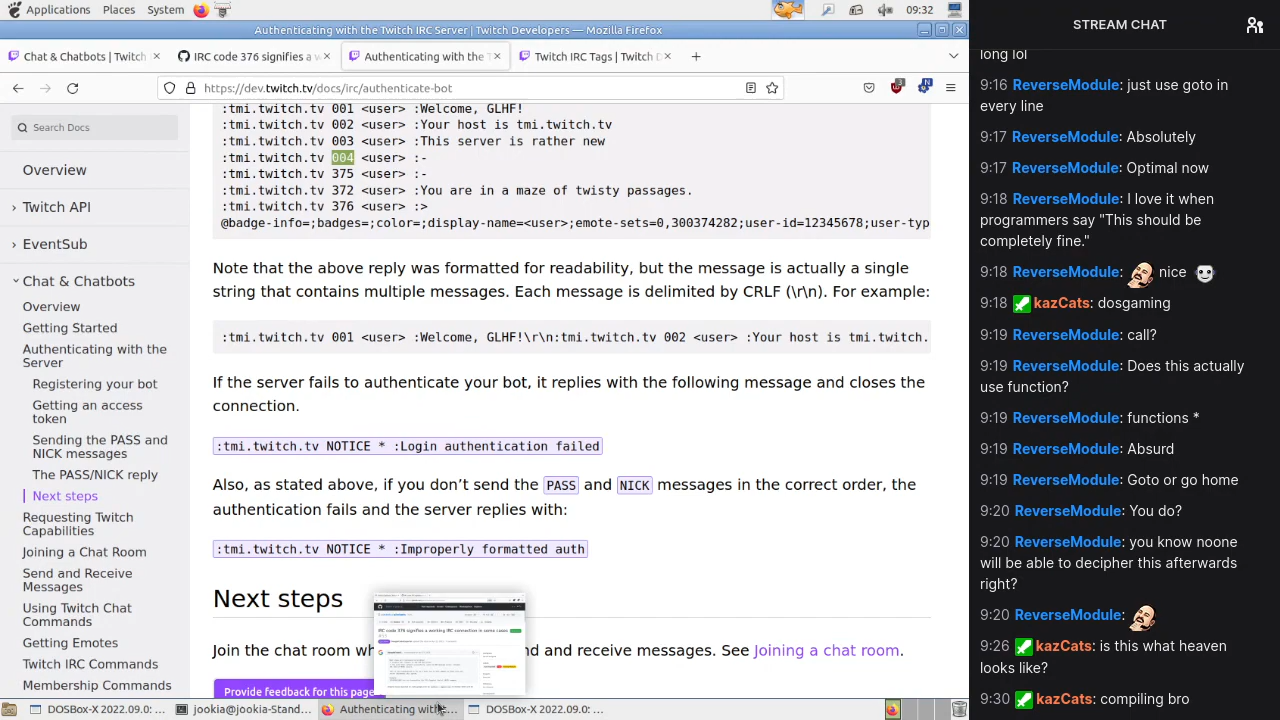 Applications
Places
System
09:32
Authenticating with the Twitch IRC Server | Twitch Developers — Mozilla Firefox
Chat & Chatbots | Twitch
IRC code 376 signifies a w
Authenticating with the T
Twitch IRC Tags | Twitch D
https://dev.twitch.tv/docs/irc/authenticate-bot
3
N
Search Docs
Overview
Twitch API
EventSub
Chat & Chatbots
Overview
Getting Started
Authenticating with the
Server
Registering your bot
Getting an access
token
Sending the PASS and
NICK messages
The PASS/NICK reply
Next steps
Requesting Twitch
Capabilities
Joining a Chat Room
Send and Receive
Messages
Using Twitch Chat
Commands
Getting Emotes
Twitch IRC Commands
Membership Commands
:tmi.twitch.tv 001 <user> :Welcome, GLHF!
:tmi.twitch.tv 002 <user> :Your host is tmi.twitch.tv
:tmi.twitch.tv 003 <user> :This server is rather new
:tmi.twitch.tv 004 <user> :-
:tmi.twitch.tv 375 <user> :-
:tmi.twitch.tv 372 <user> :You are in a maze of twisty passages.
:tmi.twitch.tv 376 <user> :>
@badge-info=;badges=;color=;display-name=<user>;emote-sets=0,300374282;user-id=12345678;user-typ
Note that the above reply was formatted for readability, but the message is actually a single
string that contains multiple messages. Each message is delimited by CRLF (\r\n). For example:
:tmi.twitch.tv 001 <user> :Welcome, GLHF!\r\n:tmi.twitch.tv 002 <user> :Your host is tmi.twitch.
If the server fails to authenticate your bot, it replies with the following message and closes the
connection.
:tmi.twitch.tv NOTICE * :Login authentication failed
Also, as stated above, if you don’t send the PASS and NICK messages in the correct order, the
authentication fails and the server replies with:
:tmi.twitch.tv NOTICE * :Improperly formatted auth
Next steps
Join the chat room wh
nd and receive messages. See Joining a chat room.
Provide feedback for this page
IRC code 376 signifies a working IRC connection in some cases
DOSBox-X 2022.09.0: ...
jookia@jookia-stand...
Authenticating with...
DOSBox-X 2022.09.0: ...
STREAM CHAT
long lol
9:16 ReverseModule: just use goto in
every line
9:17 ReverseModule: Absolutely
9:17 ReverseModule: Optimal now
9:18 ReverseModule: I love it when
programmers say "This should be
completely fine."
9:18 ReverseModule: nice
9:18 kazCats: dosgaming
9:19 ReverseModule: call?
9:19 ReverseModule: Does this actually
use function?
9:19 ReverseModule: functions *
9:19 ReverseModule: Absurd
9:19 ReverseModule: Goto or go home
9:20 ReverseModule: You do?
9:20 ReverseModule: you know noone
will be able to decipher this afterwards
right?
9:20 ReverseModule:
9:26 kazCats: is this what heaven
looks like?
9:30 kazCats: compiling bro